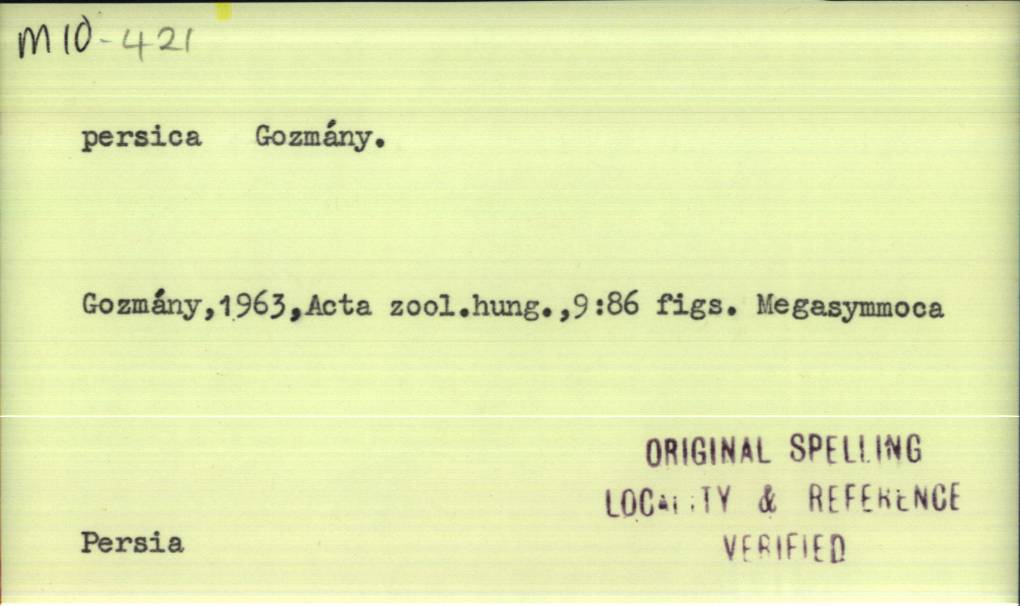 M10-421
persica Gozmány.
Gozmány,1963,Acta zool.hung.,9:86 figs. Megasymmoca
ORIGINAL SPELLING
LOCALITY & REFERENCE
Persia
VERIFIED